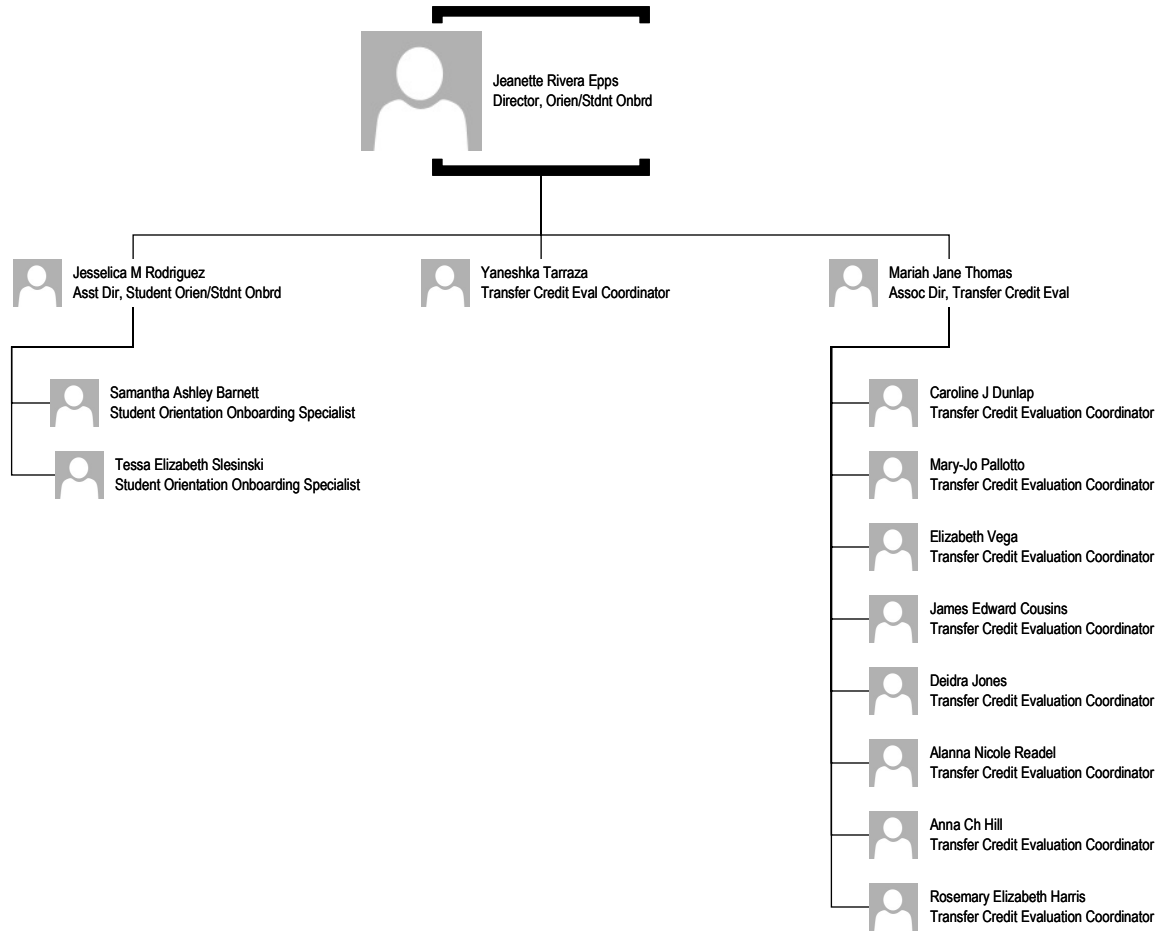 Jeanette Rivera Epps
Director, Orien/Stdnt Onbrd
Jesselica M Rodriguez
Asst Dir, Student Orien/Stdnt Onbrd
Yaneshka Tarraza
Transfer Credit Eval Coordinator
Mariah Jane Thomas
Assoc Dir, Transfer Credit Eval
Samantha Ashley Barnett
Student Orientation Onboarding Specialist
Tessa Elizabeth Slesinski
Student Orientation Onboarding Specialist
Caroline J Dunlap
Transfer Credit Evaluation Coordinator
Mary-Jo Pallotto
Transfer Credit Evaluation Coordinator
Elizabeth Vega
Transfer Credit Evaluation Coordinator
James Edward Cousins
Transfer Credit Evaluation Coordinator
Deidra Jones
Transfer Credit Evaluation Coordinator
Alanna Nicole Readel
Transfer Credit Evaluation Coordinator
Anna Ch Hill
Transfer Credit Evaluation Coordinator
Rosemary Elizabeth Harris
Transfer Credit Evaluation Coordinator